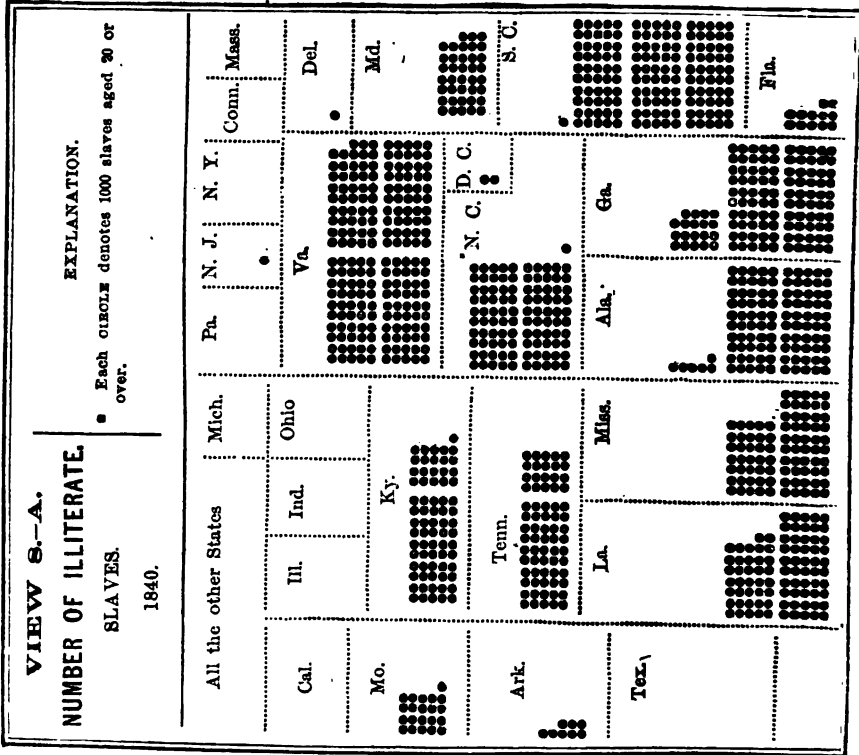 VIEW 8.–A.
NUMBER OF ILLITERATE.
SLAVES.
1840.
EXPLANATION.
● Each CIRCLE denotes 1000 slaves aged 20 or
over.
All the other States
Mich.
Pa.
N. J.
N. Y.
Conn.
Mass.
Cal.
Ill.
Ind.
Ohio
Va.
Del.
Mo.
Ky.
Md.
D. C.
N. C.
S. C.
Ark.
Tenn.
Tex.
La.
Miss.
Ala.
Ga.
Fla.